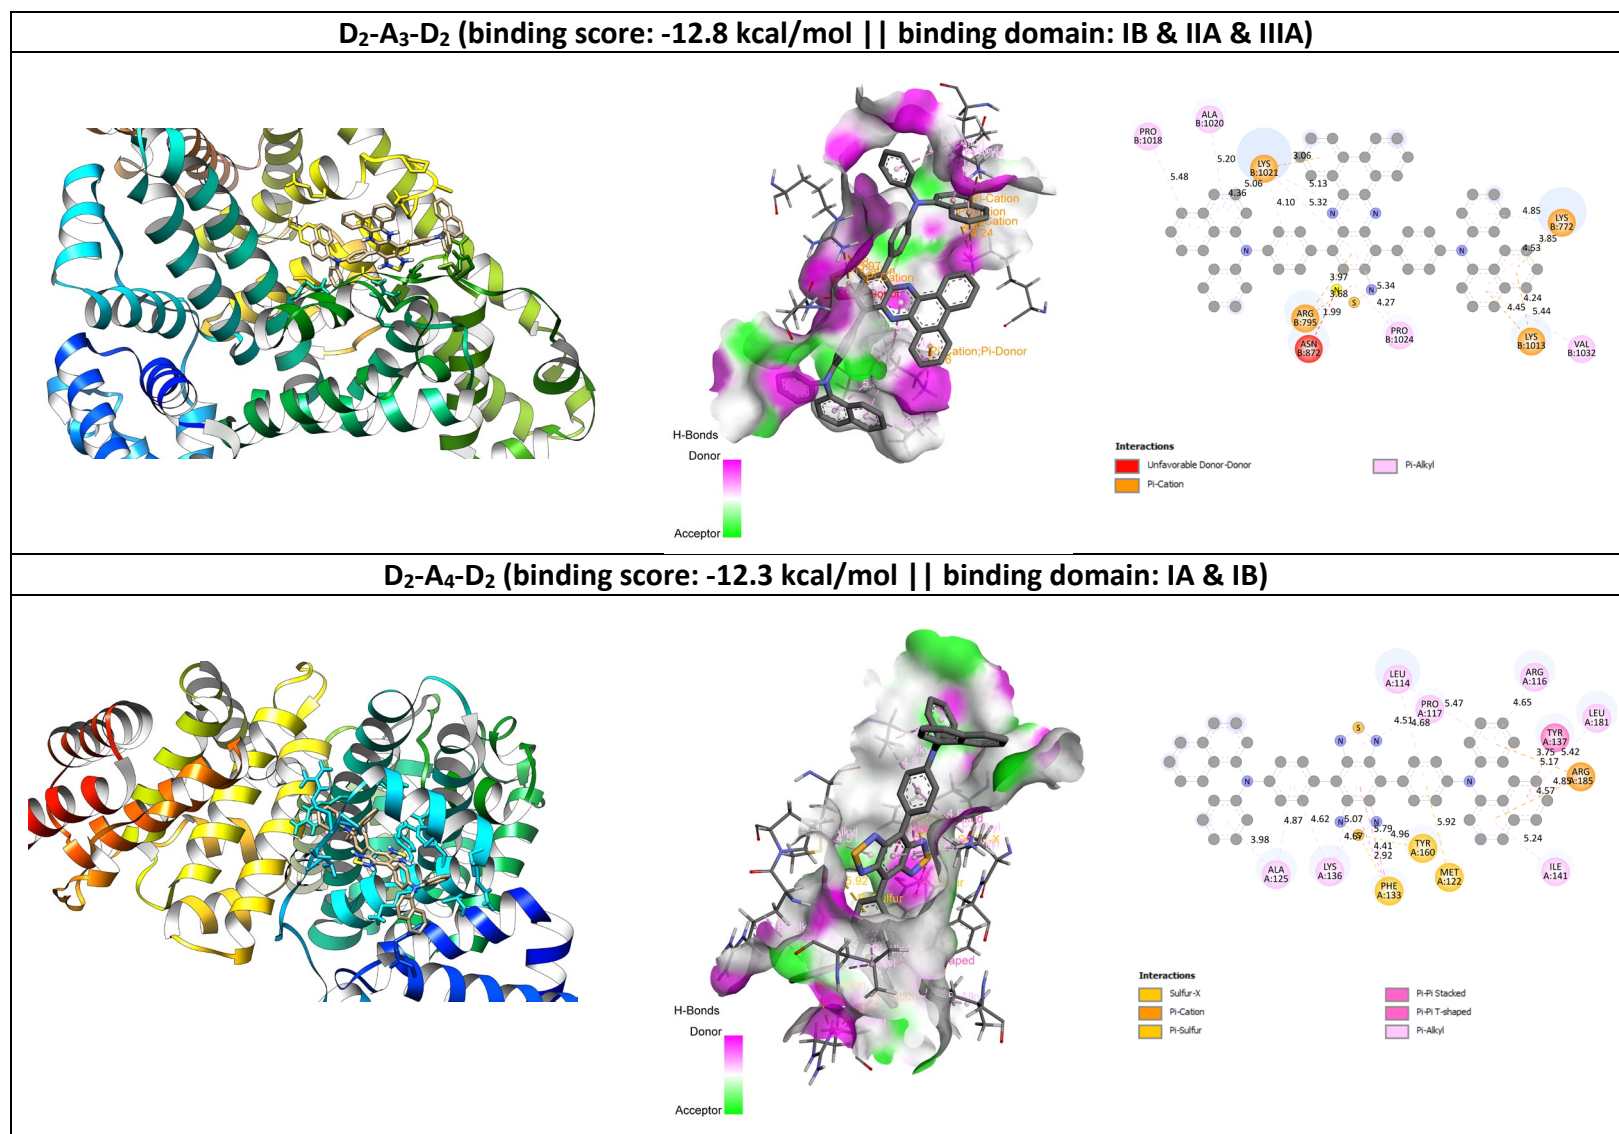 D₂-A₃-D₂ (binding score: -12.8 kcal/mol || binding domain: IB & IIA & IIIA)
Pi-Cation
Pi-Cation;Pi-Donor
H-Bonds
Donor
Acceptor
PRO
B:1018
ALA
B:1020
LYS
B:1021
3.06
5.48
5.20
5.06
4.36
5.13
4.10
5.32
N
N
N
N
4.85
LYS
B:772
3.85
4.53
3.97
N
3.68
S
N
5.34
4.27
1.99
ARG
B:795
ASN
B:872
PRO
B:1024
4.24
4.45
5.44
LYS
B:1013
VAL
B:1032
Interactions
Unfavorable Donor-Donor
Pi-Cation
Pi-Alkyl
D₂-A₄-D₂ (binding score: -12.3 kcal/mol || binding domain: IA & IB)
5.92
H-Bonds
Donor
Acceptor
LEU
A:114
ARG
A:116
PRO
A:117
5.47
4.65
LEU
A:181
4.51
4.68
S
N
N
TYR
A:137
3.75
5.42
5.17
ARG
A:185
4.85
4.57
N
N
N
N
3.98
4.87
4.62
5.07
4.67
5.79
4.96
4.41
2.92
5.92
5.24
TYR
A:160
ALA
A:125
LYS
A:136
PHE
A:133
MET
A:122
ILE
A:141
Interactions
Sulfur-X
Pi-Cation
Pi-Sulfur
Pi-Pi Stacked
Pi-Pi T-shaped
Pi-Alkyl